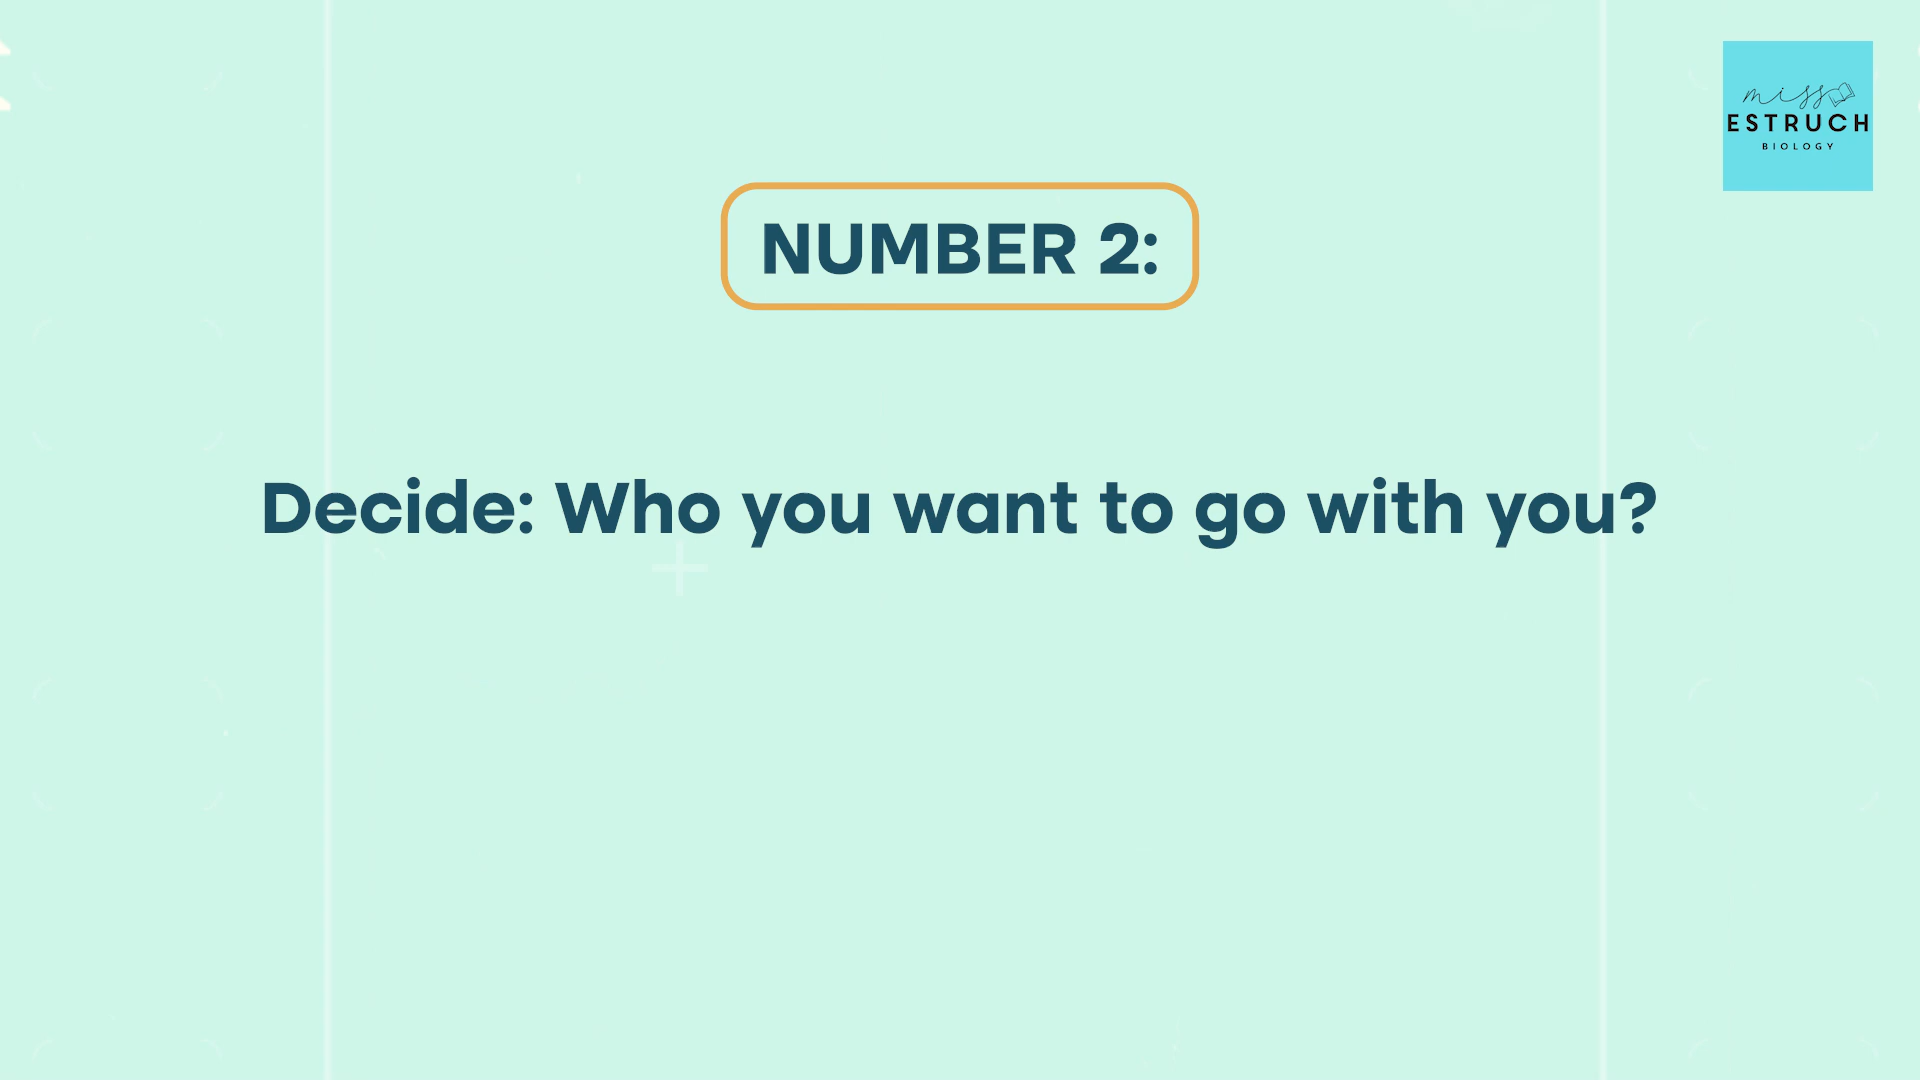 miss
ESTRUCH
BIOLOGY
NUMBER 2:
Decide: Who you want to go with you?